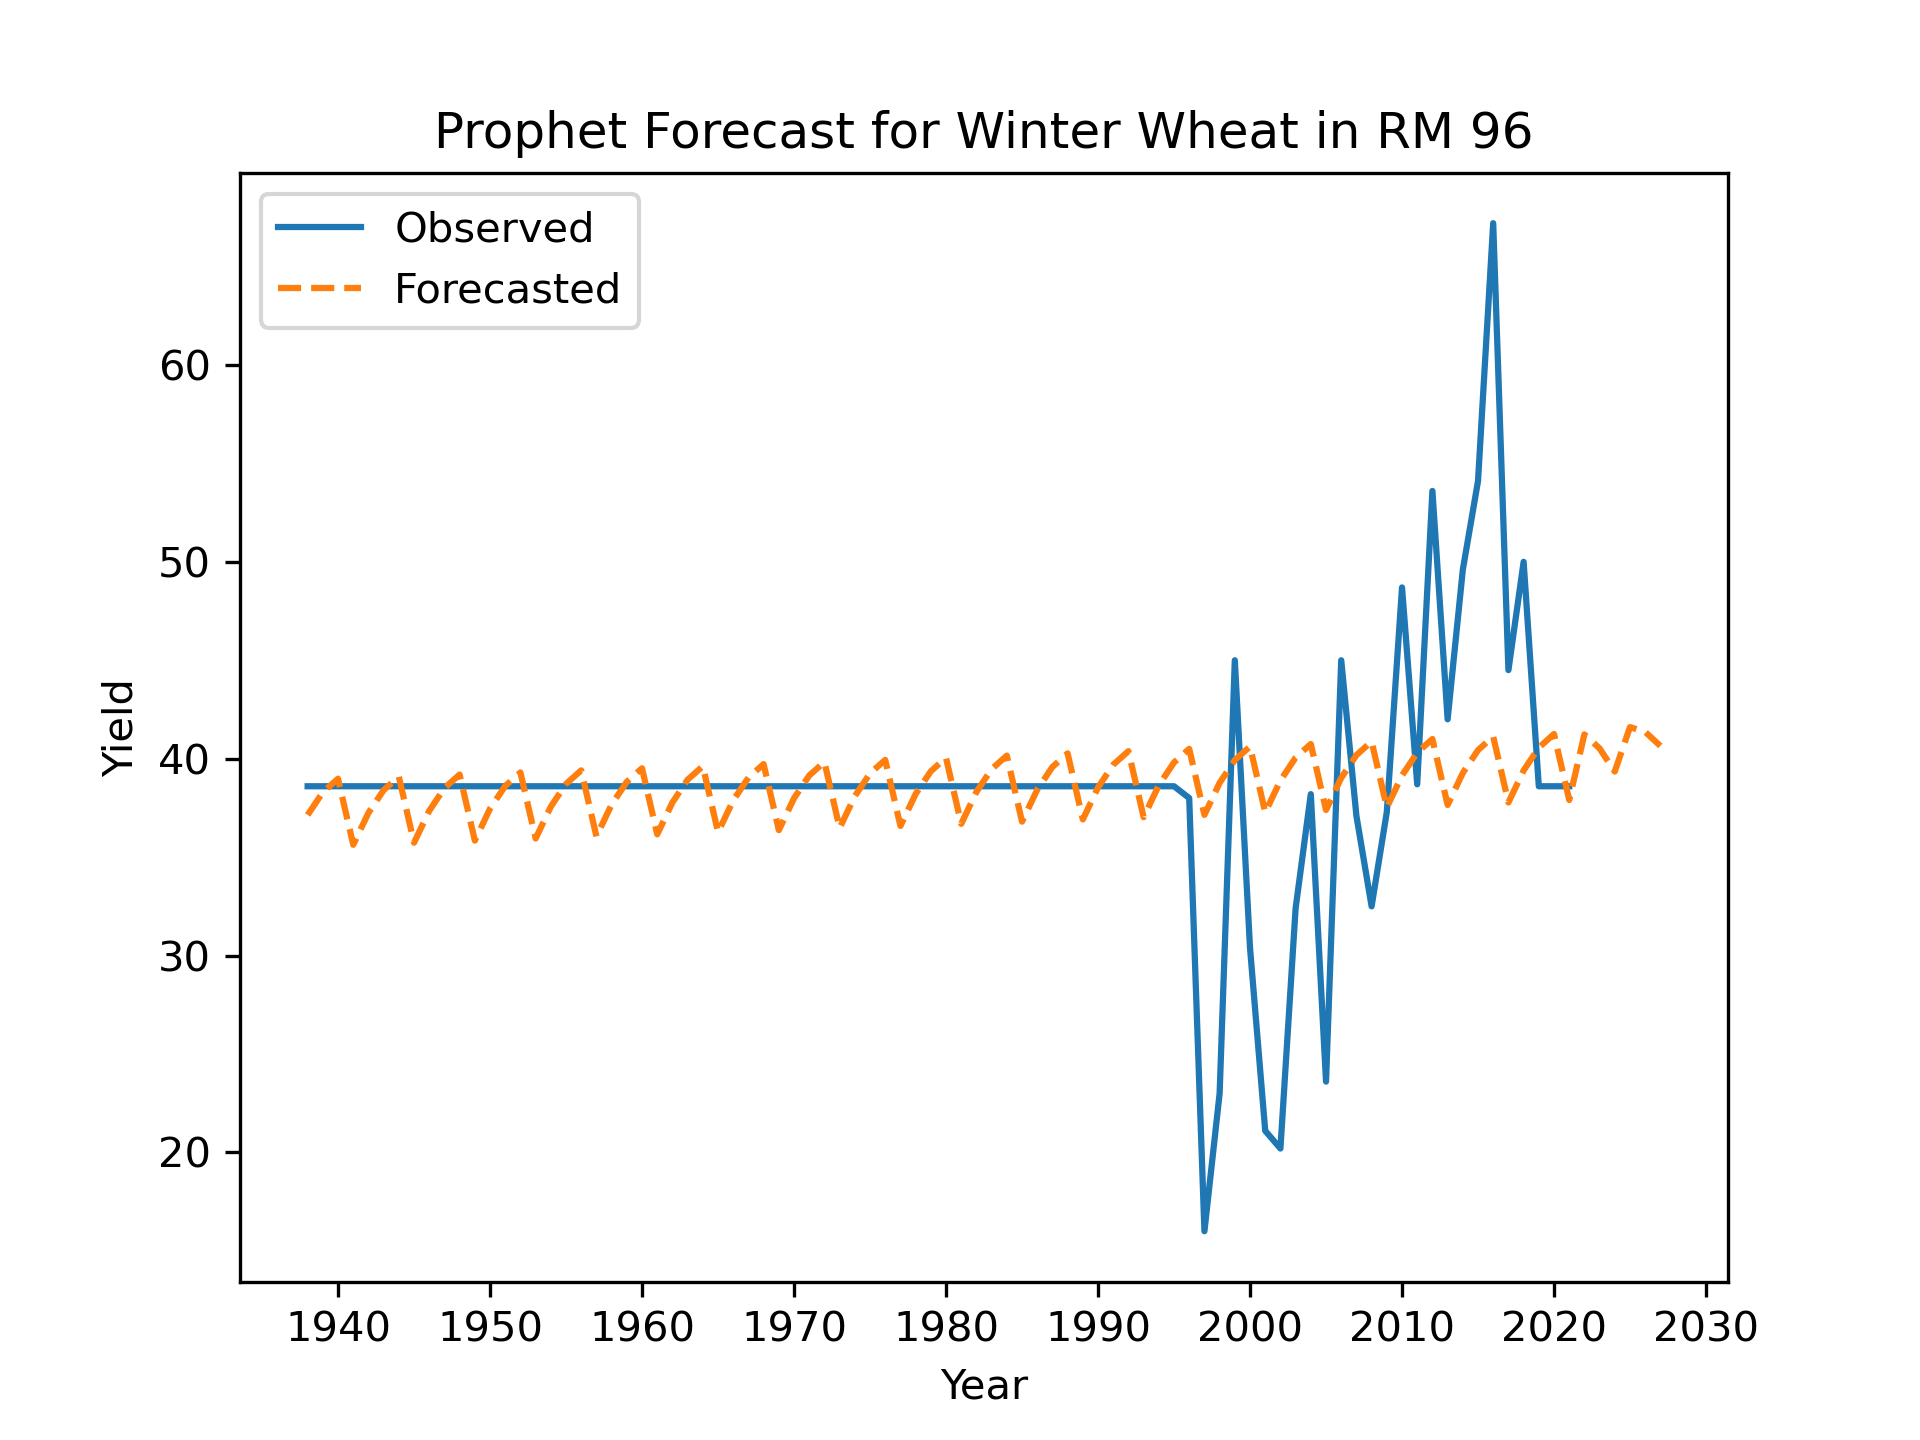 Prophet Forecast for Winter Wheat in RM 96
Observed
Forecasted
60
50
40
30
20
Yield
1940 1950 1960 1970 1980 1990 2000 2010 2020 2030
Year